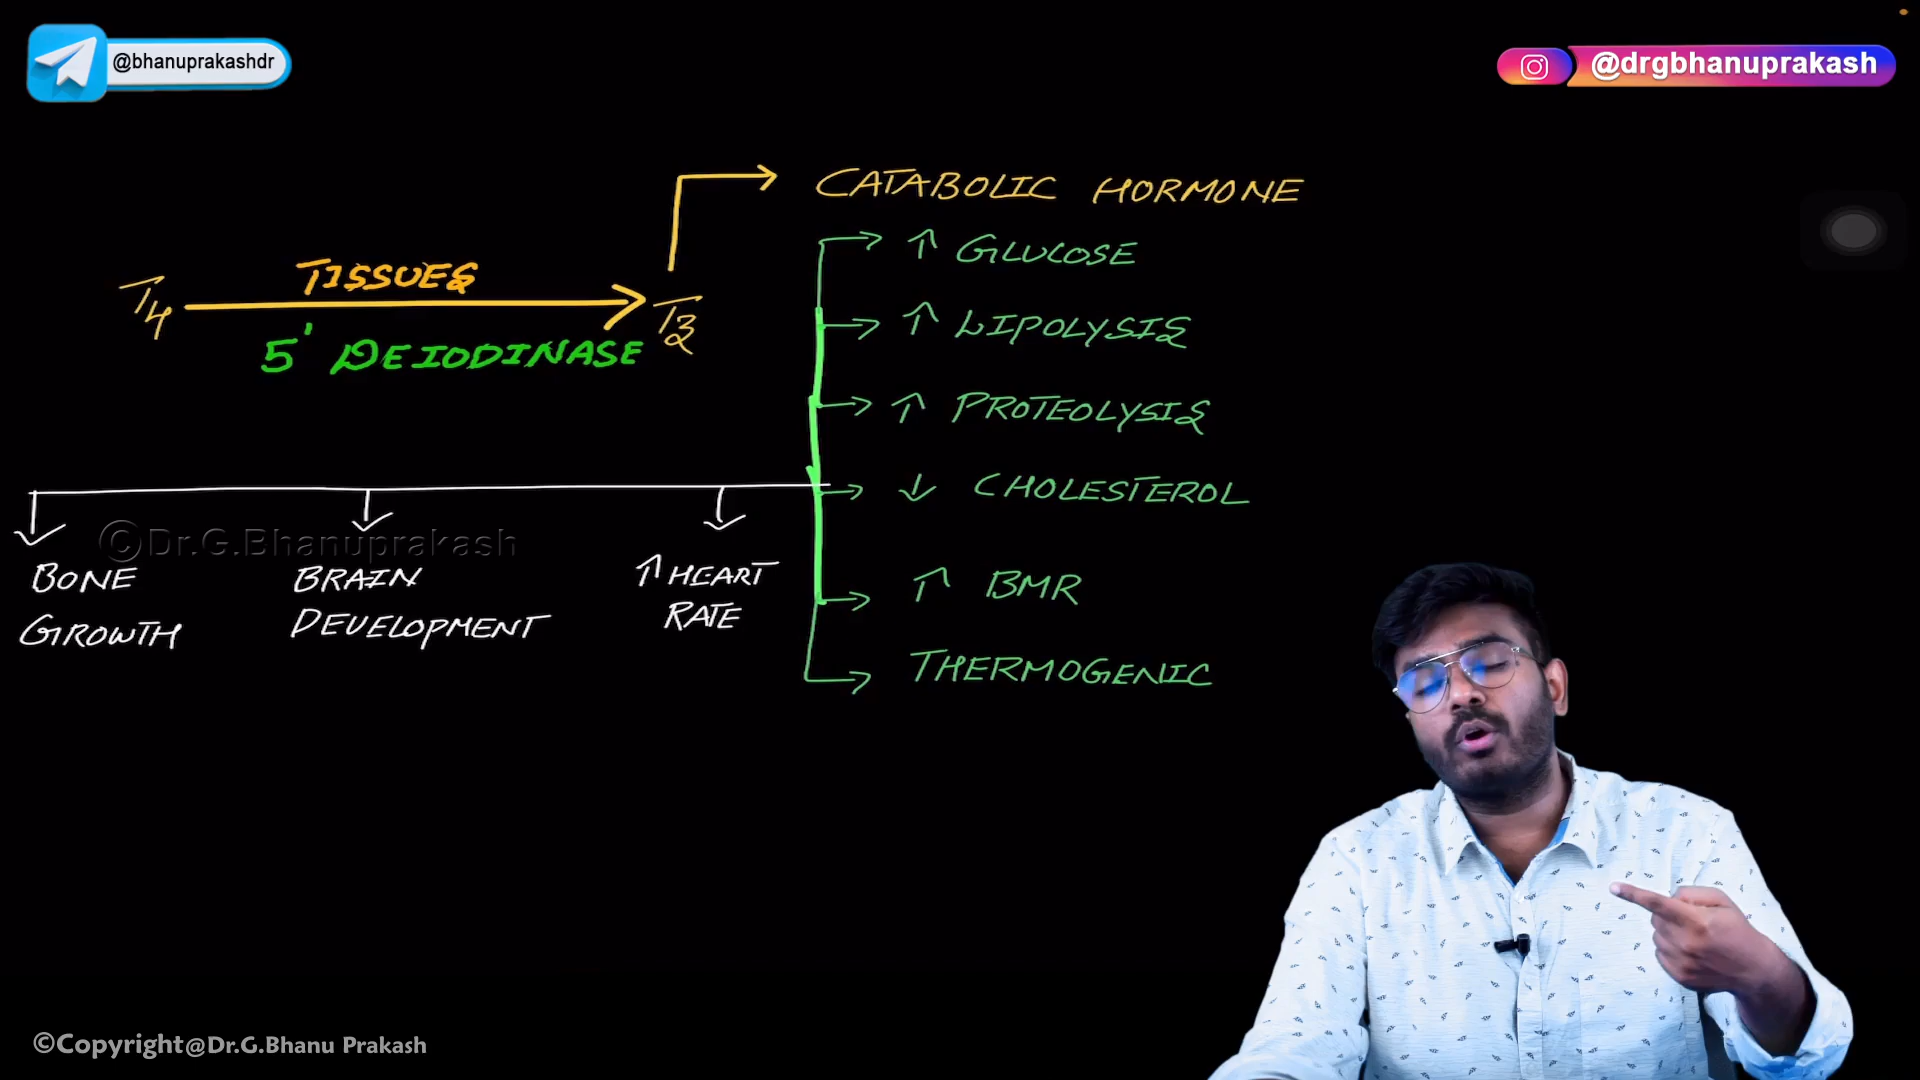 @bhanuprakashdr
@drgbhanuprakash
CATABOLIC HORMONE
↑ GLUCOSE
TISSUES
T4
T3
5' DEIODINASE
↑ LIPOLYSIS
↑ PROTEOLYSIS
↓ CHOLESTEROL
↑ BMR
THERMOGENIC
©Dr.G.Bhanuprakash
BONE
GROWTH
BRAIN
DEVELOPMENT
↑ HEART
RATE
©Copyright@Dr.G.Bhanu Prakash